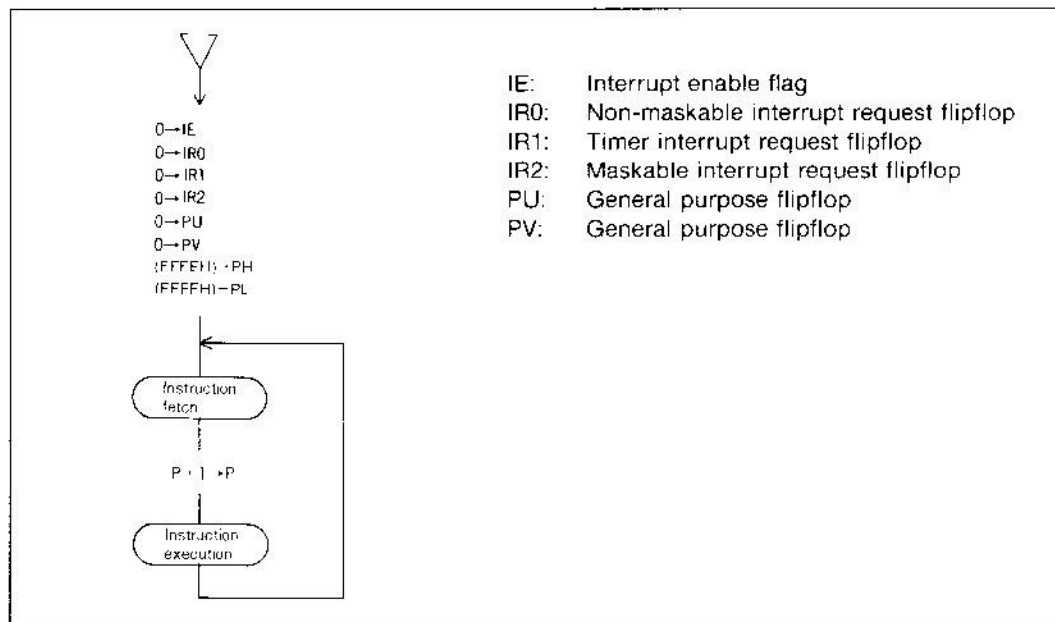 0→IE
0→IR0
0→IR1
0→IR2
0→PU
0→PV
(FFFEH)→PH
(FFFFH)→PL
Instruction
fetch
P+1→P
Instruction
execution
IE: Interrupt enable flag
IR0: Non-maskable interrupt request flipflop
IR1: Timer interrupt request flipflop
IR2: Maskable interrupt request flipflop
PU: General purpose flipflop
PV: General purpose flipflop